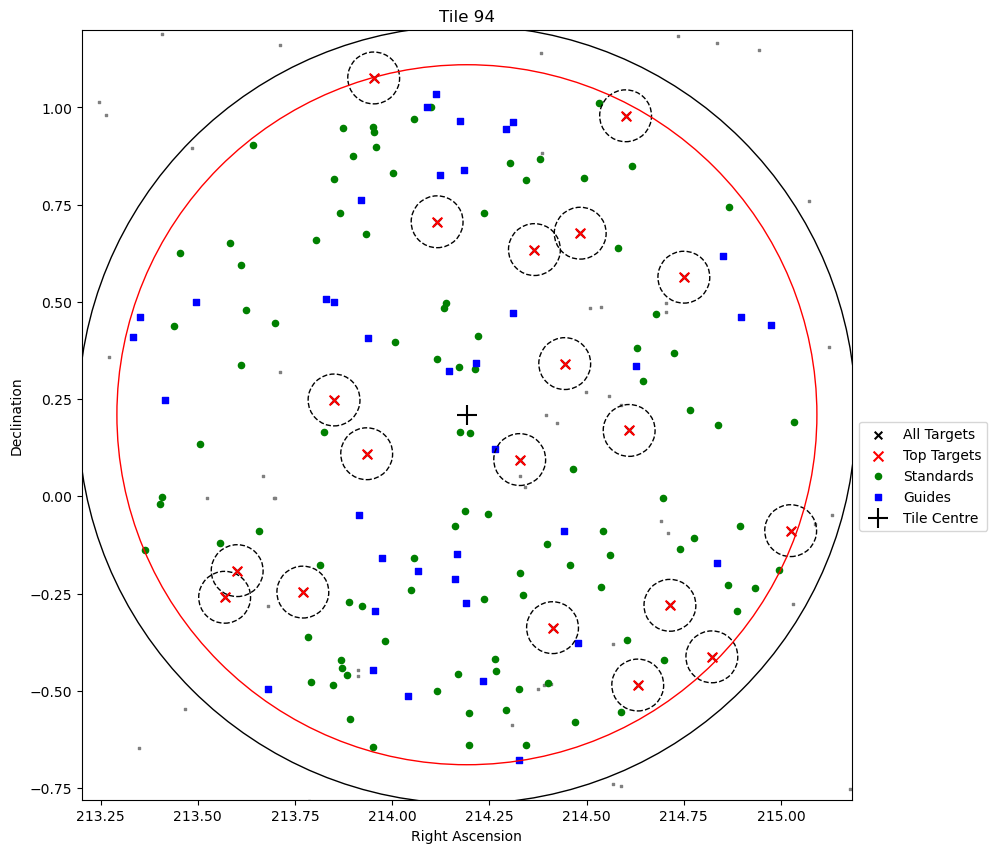 Tile 94
1.00
0.75
0.50
0.25
0.00
−0.25
−0.50
−0.75
Declination
213.25 213.50 213.75 214.00 214.25 214.50 214.75 215.00
Right Ascension
All Targets
Top Targets
Standards
Guides
Tile Centre